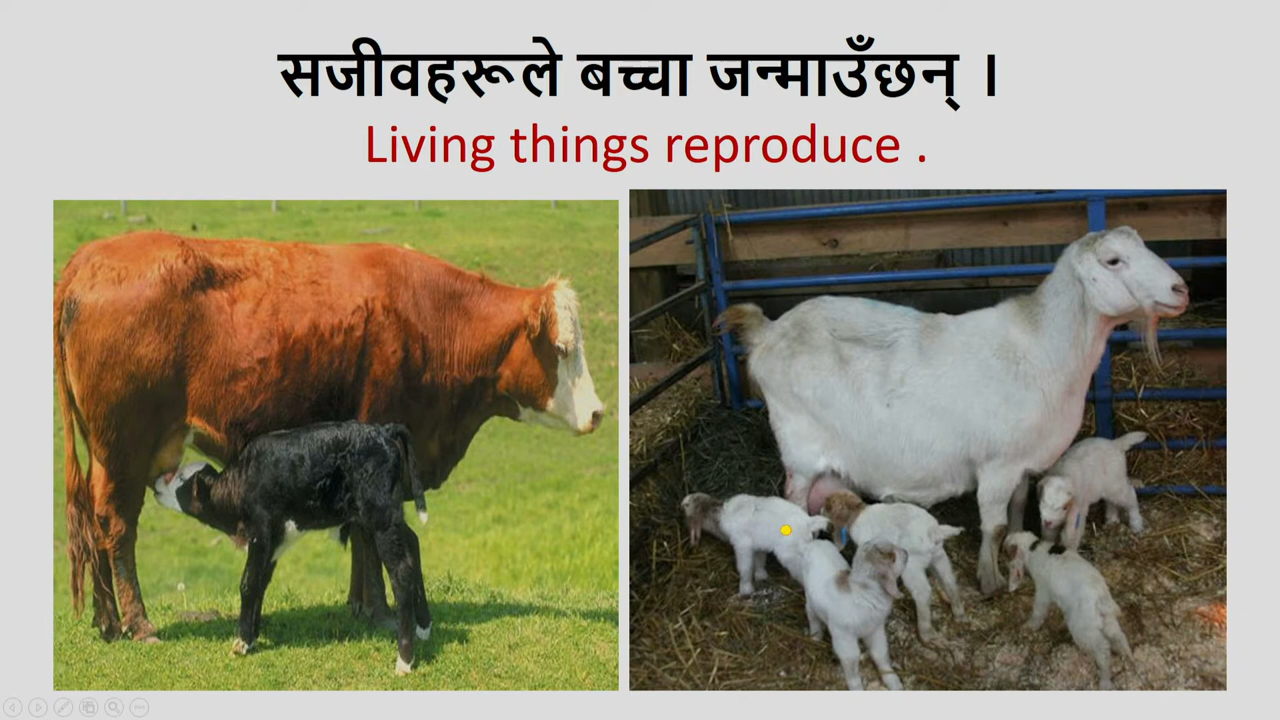 सजीवहरूले बच्चा जन्माउँछन् ।
Living things reproduce .